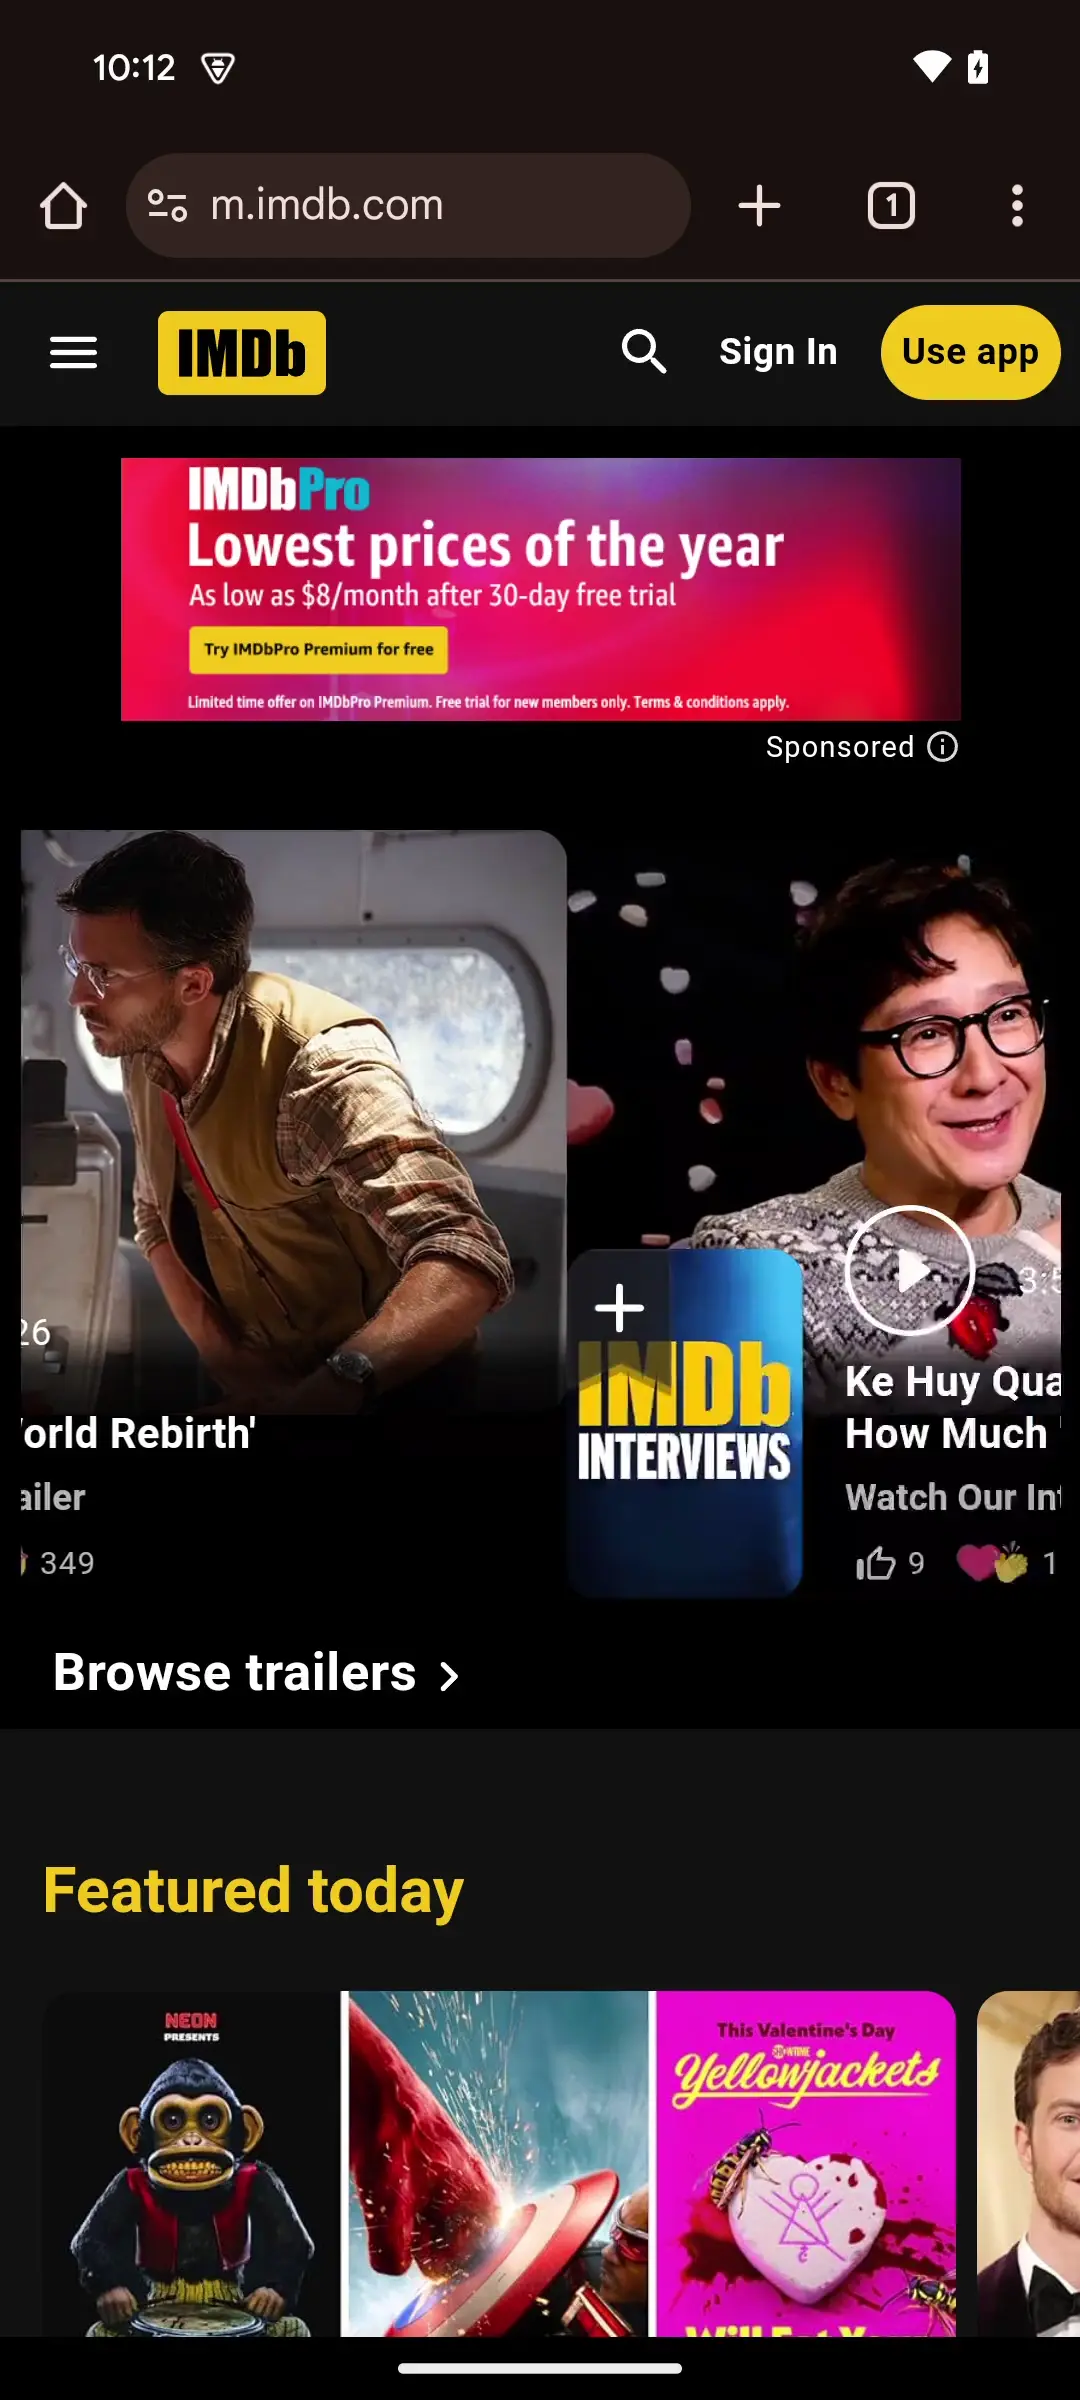 10:12
m.imdb.com
1
IMDb
Sign In
Use app
IMDbPro
Lowest prices of the year
As low as $8/month after 30-day free trial
Try IMDbPro Premium for free
Limited time offer on IMDbPro Premium. Free trial for new members only. Terms & conditions apply.
Sponsored
26
orld Rebirth'
ailer
349
IMDb
INTERVIEWS
3:5
Ke Huy Qua
How Much '
Watch Our Int
9
1
Browse trailers
Featured today
NEON
PRESENTS
This Valentine's Day
SHOWTIME
Yellowjackets